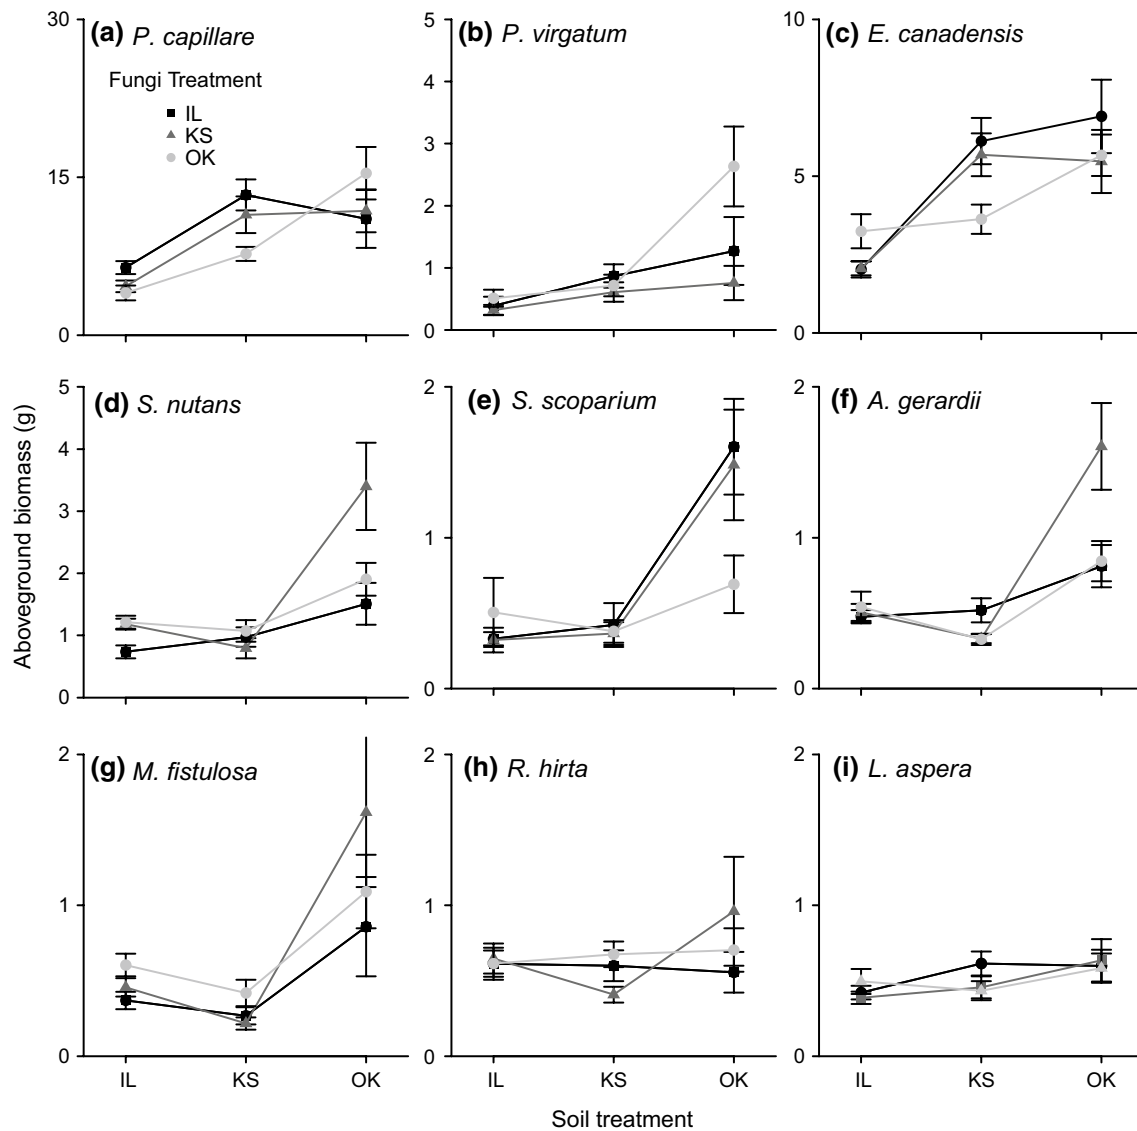 (a) P. capillare
Fungi Treatment
IL
KS
OK
30
15
0
(b) P. virgatum
5
4
3
2
1
0
(c) E. canadensis
10
5
0
Aboveground biomass (g)
(d) S. nutans
5
4
3
2
1
0
(e) S. scoparium
2
1
0
(f) A. gerardii
2
1
0
(g) M. fistulosa
2
1
0
IL KS OK
(h) R. hirta
2
1
0
IL KS OK
(i) L. aspera
2
1
0
IL KS OK
Soil treatment